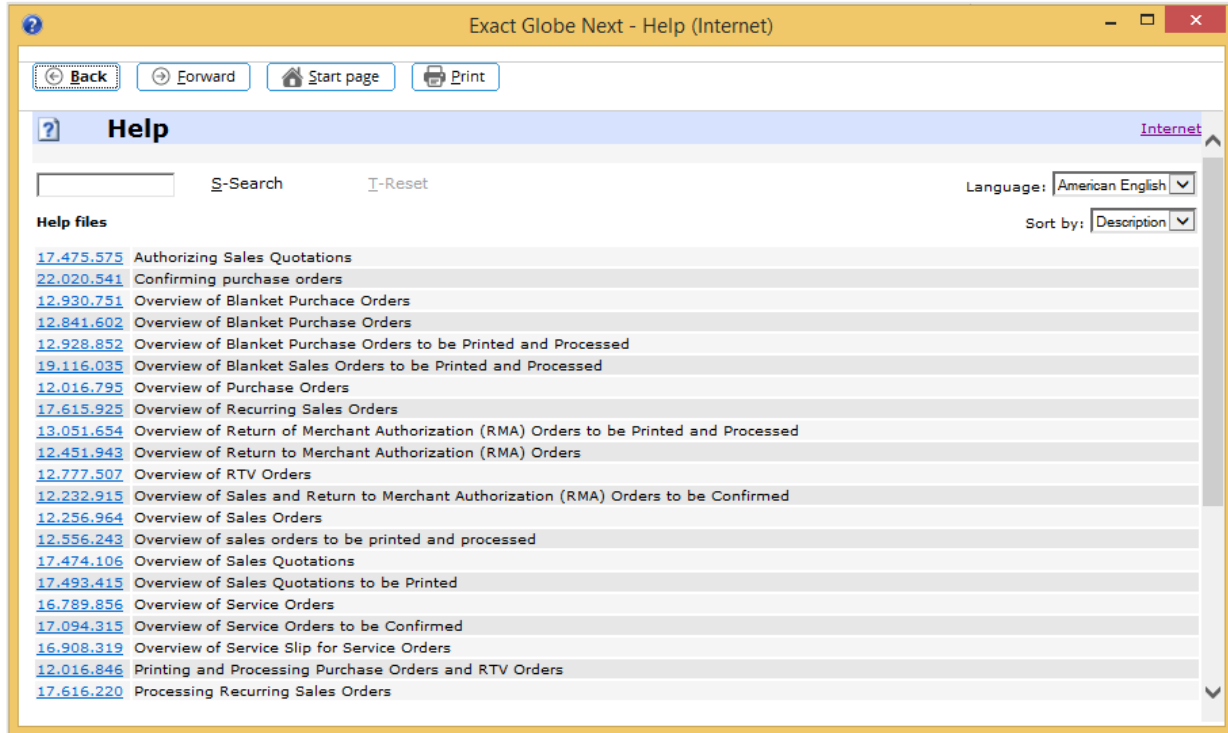 Exact Globe Next - Help (Internet)
Back Forward Start page Print
Help Internet
S-Search T-Reset Language: American English
Help files Sort by: Description
17.475.575 Authorizing Sales Quotations
22.020.541 Confirming purchase orders
12.930.751 Overview of Blanket Purchace Orders
12.841.602 Overview of Blanket Purchase Orders
12.928.852 Overview of Blanket Purchase Orders to be Printed and Processed
19.116.035 Overview of Blanket Sales Orders to be Printed and Processed
12.016.795 Overview of Purchase Orders
17.615.925 Overview of Recurring Sales Orders
13.051.654 Overview of Return of Merchant Authorization (RMA) Orders to be Printed and Processed
12.451.943 Overview of Return to Merchant Authorization (RMA) Orders
12.777.507 Overview of RTV Orders
12.232.915 Overview of Sales and Return to Merchant Authorization (RMA) Orders to be Confirmed
12.256.964 Overview of Sales Orders
12.556.243 Overview of sales orders to be printed and processed
17.474.106 Overview of Sales Quotations
17.493.415 Overview of Sales Quotations to be Printed
16.789.856 Overview of Service Orders
17.094.315 Overview of Service Orders to be Confirmed
16.908.319 Overview of Service Slip for Service Orders
12.016.846 Printing and Processing Purchase Orders and RTV Orders
17.616.220 Processing Recurring Sales Orders